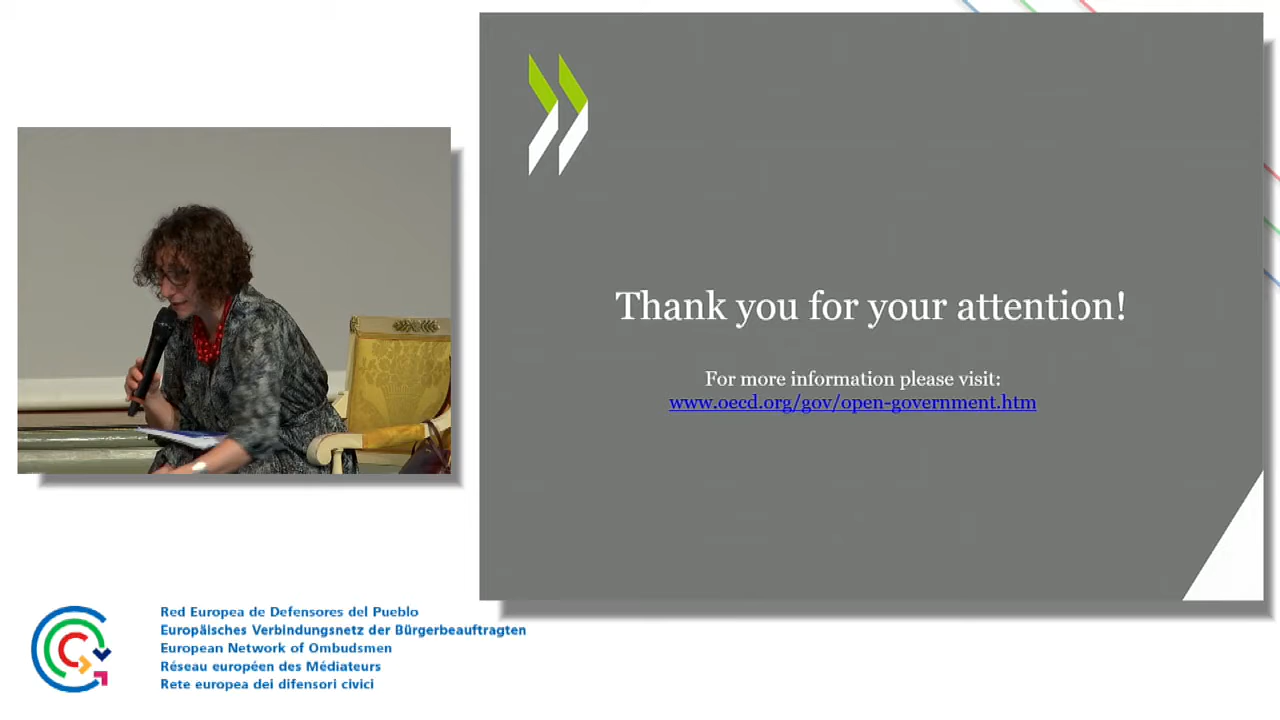 Thank you for your attention!
For more information please visit:
www.oecd.org/gov/open-government.htm
Red Europea de Defensores del Pueblo
Europäisches Verbindungsnetz der Bürgerbeauftragten
European Network of Ombudsmen
Réseau européen des Médiateurs
Rete europea dei difensori civici